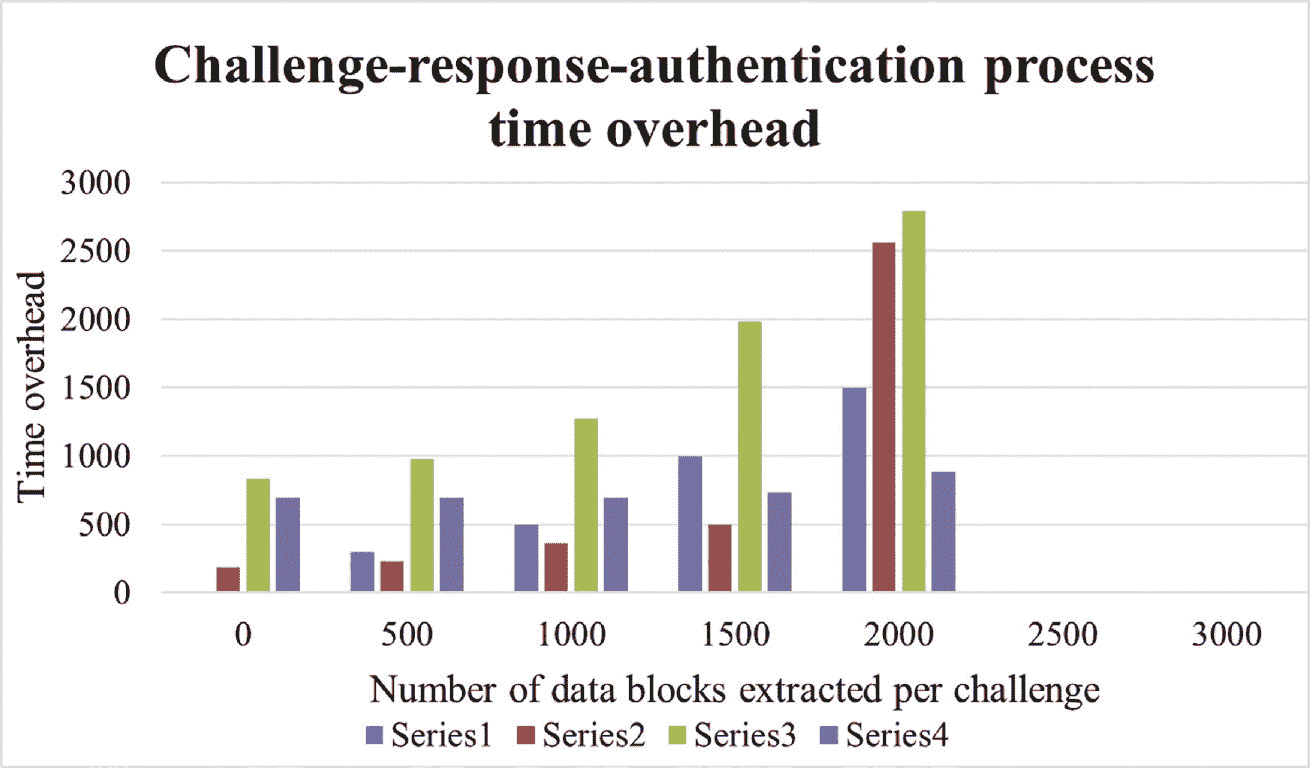 Challenge-response-authentication process
time overhead
3000
2500
2000
1500
1000
500
0
Time overhead
0 500 1000 1500 2000 2500 3000
Number of data blocks extracted per challenge
Series1 Series2 Series3 Series4